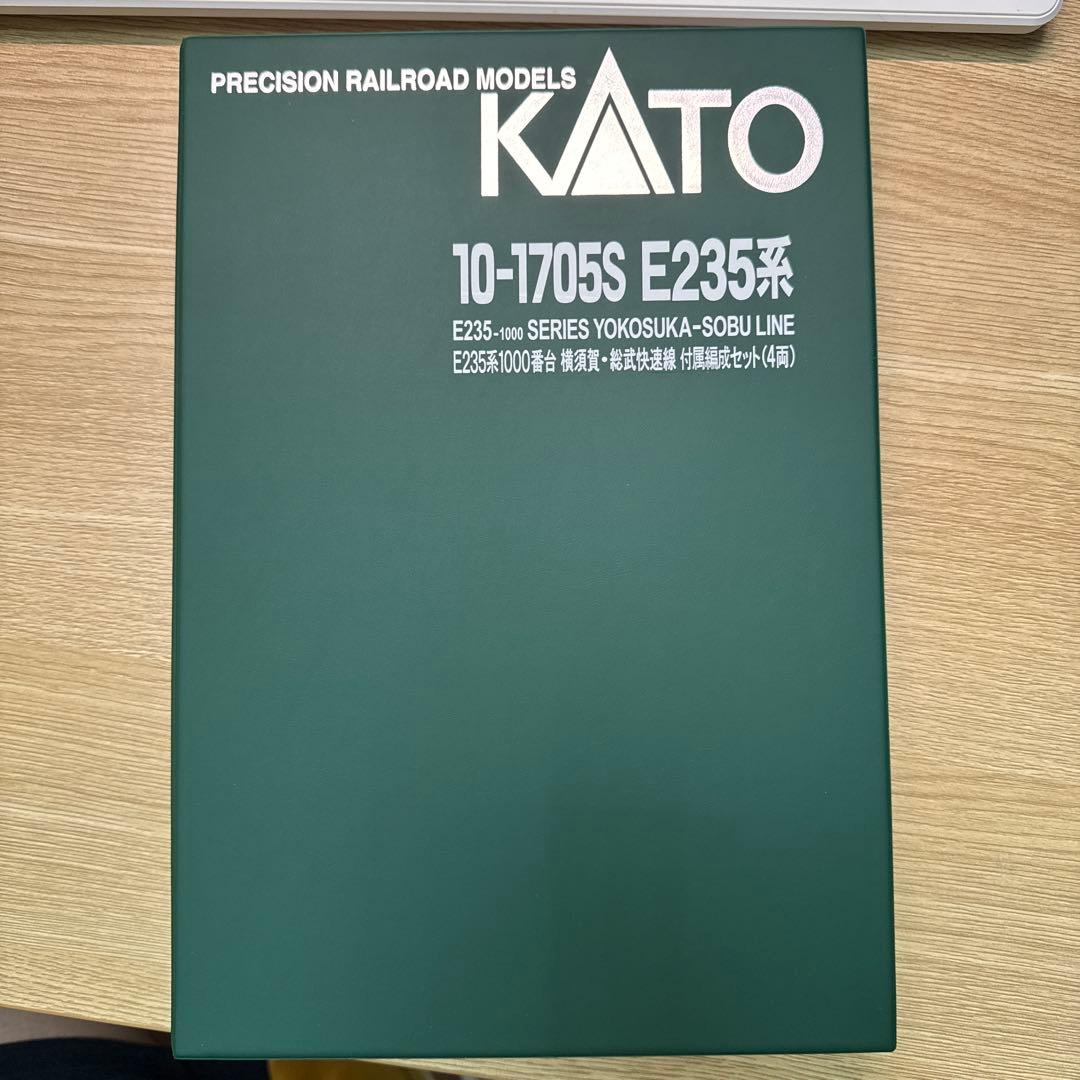 PRECISION RAILROAD MODELS
KATO
10-1705S E235系
E235-1000 SERIES YOKOSUKA-SOBU LINE
E235系1000番台 横須賀・総武快速線 付属編成セット(4両)